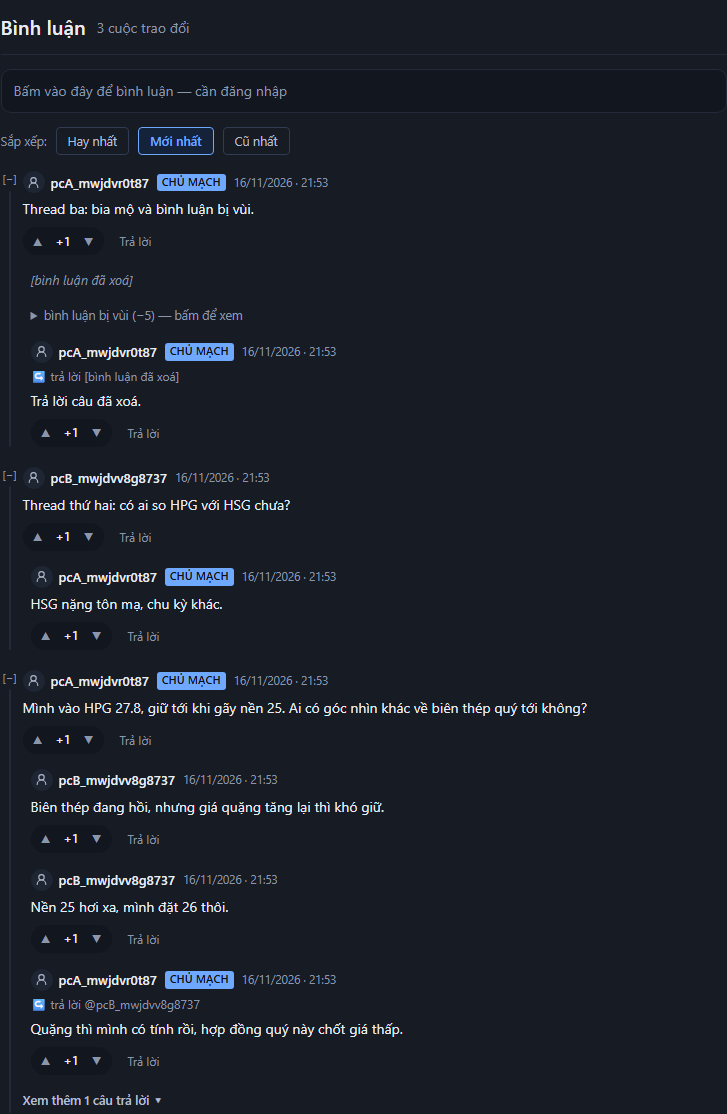 Bình luận 3 cuộc trao đổi
Bấm vào đây để bình luận — cần đăng nhập
Sắp xếp: Hay nhất Mới nhất Cũ nhất
[−] pcA_mwjdvr0t87 CHỦ MẠCH 16/11/2026 · 21:53
Thread ba: bia mộ và bình luận bị vùi.
▲ +1 ▼ Trả lời
[bình luận đã xoá]
▶ bình luận bị vùi (−5) — bấm để xem
pcA_mwjdvr0t87 CHỦ MẠCH 16/11/2026 · 21:53
↪ trả lời [bình luận đã xoá]
Trả lời câu đã xoá.
▲ +1 ▼ Trả lời
[−] pcB_mwjdvv8g8737 16/11/2026 · 21:53
Thread thứ hai: có ai so HPG với HSG chưa?
▲ +1 ▼ Trả lời
pcA_mwjdvr0t87 CHỦ MẠCH 16/11/2026 · 21:53
HSG nặng tôn mạ, chu kỳ khác.
▲ +1 ▼ Trả lời
[−] pcA_mwjdvr0t87 CHỦ MẠCH 16/11/2026 · 21:53
Mình vào HPG 27.8, giữ tới khi gãy nền 25. Ai có góc nhìn khác về biên thép quý tới không?
▲ +1 ▼ Trả lời
pcB_mwjdvv8g8737 16/11/2026 · 21:53
Biên thép đang hồi, nhưng giá quặng tăng lại thì khó giữ.
▲ +1 ▼ Trả lời
pcB_mwjdvv8g8737 16/11/2026 · 21:53
Nền 25 hơi xa, mình đặt 26 thôi.
▲ +1 ▼ Trả lời
pcA_mwjdvr0t87 CHỦ MẠCH 16/11/2026 · 21:53
↪ trả lời @pcB_mwjdvv8g8737
Quặng thì mình có tính rồi, hợp đồng quý này chốt giá thấp.
▲ +1 ▼ Trả lời
Xem thêm 1 câu trả lời ▾